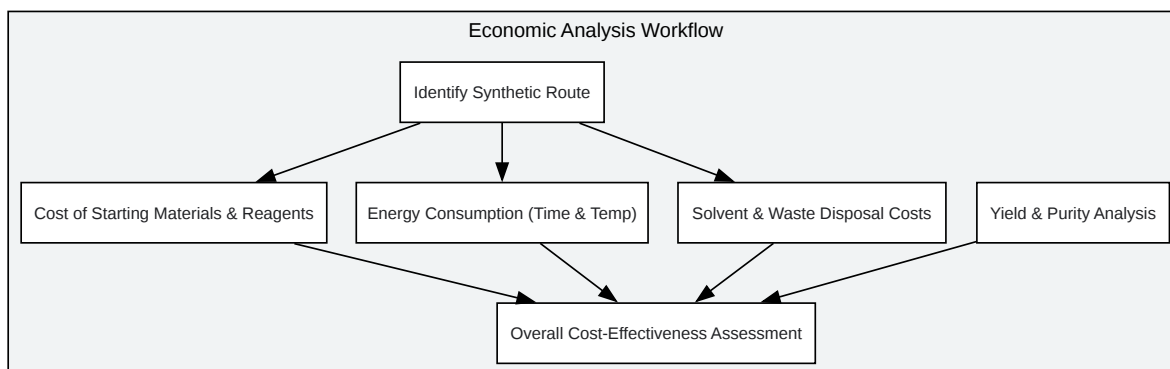 Economic Analysis Workflow
Identify Synthetic Route
Cost of Starting Materials & Reagents
Energy Consumption (Time & Temp)
Solvent & Waste Disposal Costs
Yield & Purity Analysis
Overall Cost-Effectiveness Assessment